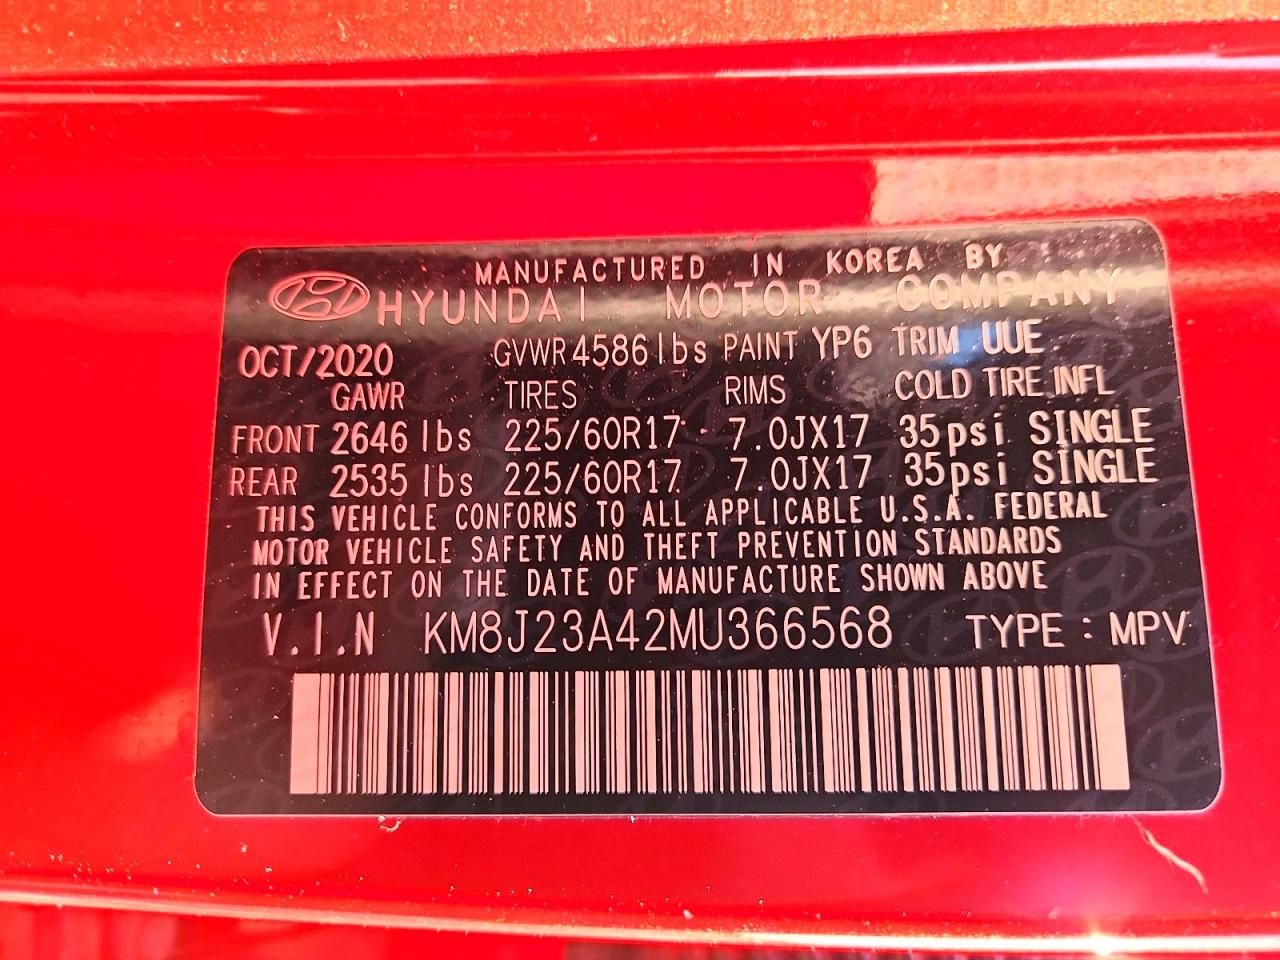 MANUFACTURED IN KOREA BY
HYUNDAI MOTOR COMPANY
OCT/2020 GVWR 4586 lbs PAINT YP6 TRIM UUE
GAWR TIRES RIMS COLD TIRE INFL
FRONT 2646 lbs 225/60R17 7.0JX17 35psi SINGLE
REAR 2535 lbs 225/60R17 7.0JX17 35psi SINGLE
THIS VEHICLE CONFORMS TO ALL APPLICABLE U.S.A. FEDERAL
MOTOR VEHICLE SAFETY AND THEFT PREVENTION STANDARDS
IN EFFECT ON THE DATE OF MANUFACTURE SHOWN ABOVE
V.I.N KM8J23A42MU366568 TYPE : MPV